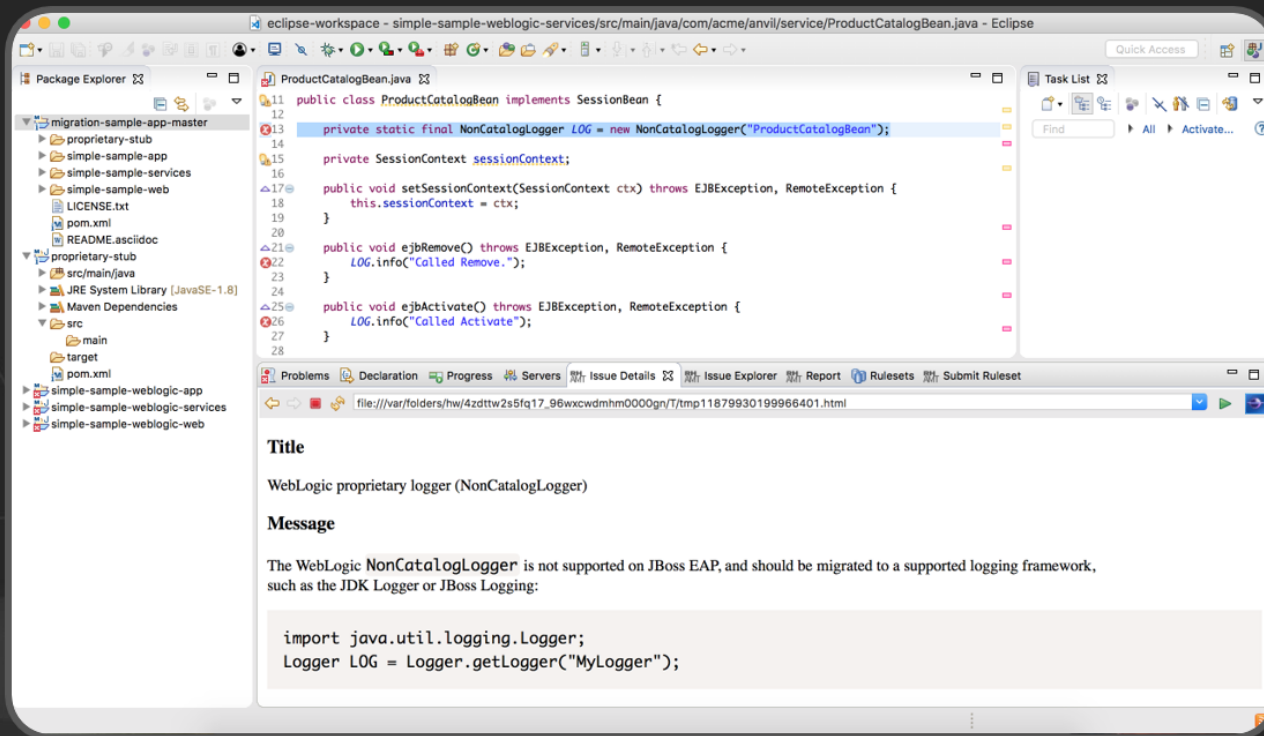 eclipse-workspace - simple-sample-weblogic-services/src/main/java/com/acme/anvil/service/ProductCatalogBean.java - Eclipse
Quick Access
Package Explorer
migration-sample-app-master
proprietary-stub
simple-sample-app
simple-sample-services
simple-sample-web
LICENSE.txt
pom.xml
README.asciidoc
proprietary-stub
src/main/java
JRE System Library [JavaSE-1.8]
Maven Dependencies
src
main
target
pom.xml
simple-sample-weblogic-app
simple-sample-weblogic-services
simple-sample-weblogic-web
ProductCatalogBean.java
11 public class ProductCatalogBean implements SessionBean {
12
13 private static final NonCatalogLogger LOG = new NonCatalogLogger("ProductCatalogBean");
14
15 private SessionContext sessionContext;
16
17 public void setSessionContext(SessionContext ctx) throws EJBException, RemoteException {
18 this.sessionContext = ctx;
19 }
20
21 public void ejbRemove() throws EJBException, RemoteException {
22 LOG.info("Called Remove.");
23 }
24
25 public void ejbActivate() throws EJBException, RemoteException {
26 LOG.info("Called Activate");
27 }
28
Task List
Find
All
Activate...
Problems Declaration Progress Servers Issue Details Issue Explorer Report Rulesets Submit Ruleset
file:///var/folders/hw/4zdttw2s5fq17_96wxcwdmhm0000gn/T/tmp11879930199966401.html
Title
WebLogic proprietary logger (NonCatalogLogger)
Message
The WebLogic NonCatalogLogger is not supported on JBoss EAP, and should be migrated to a supported logging framework,
such as the JDK Logger or JBoss Logging:
import java.util.logging.Logger;
Logger LOG = Logger.getLogger("MyLogger");